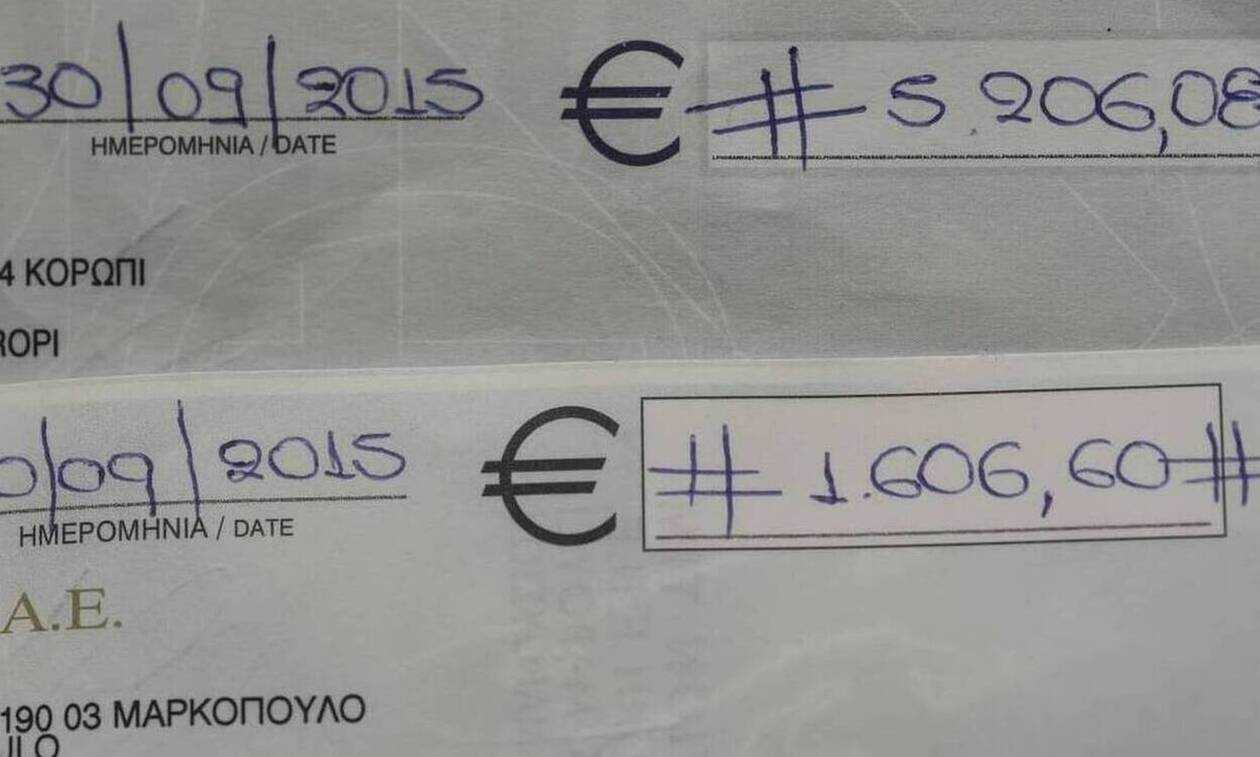 30/09/2015 € # 5.206,08
ΗΜΕΡΟΜΗΝΙΑ / DATE
4 ΚΟΡΩΠΙ
ROPI
0/09/2015 € # 1.606,60 #
ΗΜΕΡΟΜΗΝΙΑ / DATE
Α.Ε.
190 03 ΜΑΡΚΟΠΟΥΛΟ